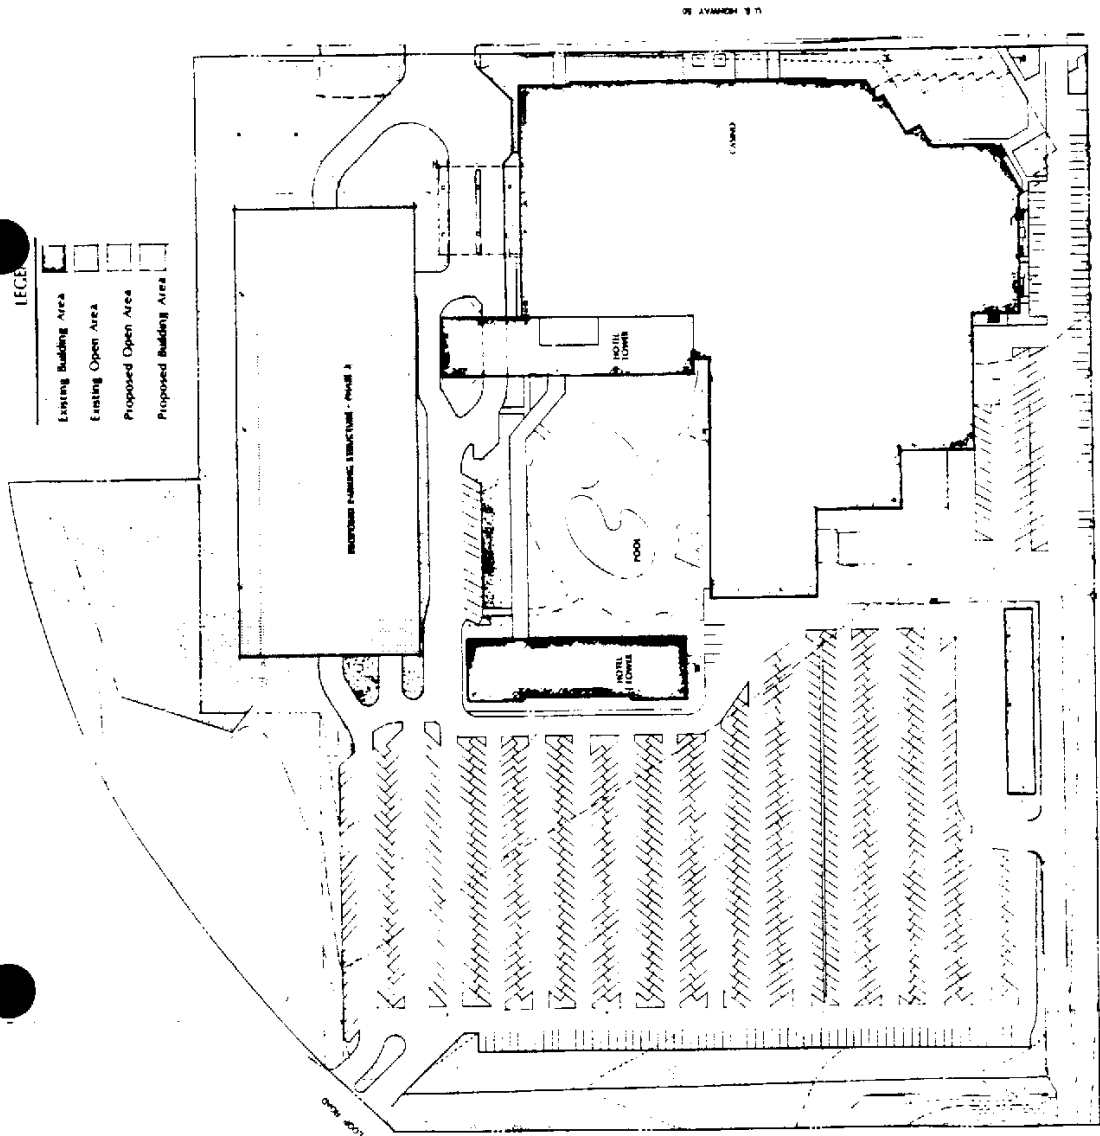 U. S. HIGHWAY 50
CASINO
LEGE
Existing Building Area
Existing Open Area
Proposed Open Area
Proposed Building Area
HOTEL
TOWER
PROPOSED PARKING STRUCTURE - PHASE
POOL
HOTEL
TOWER
LOOP ROAD